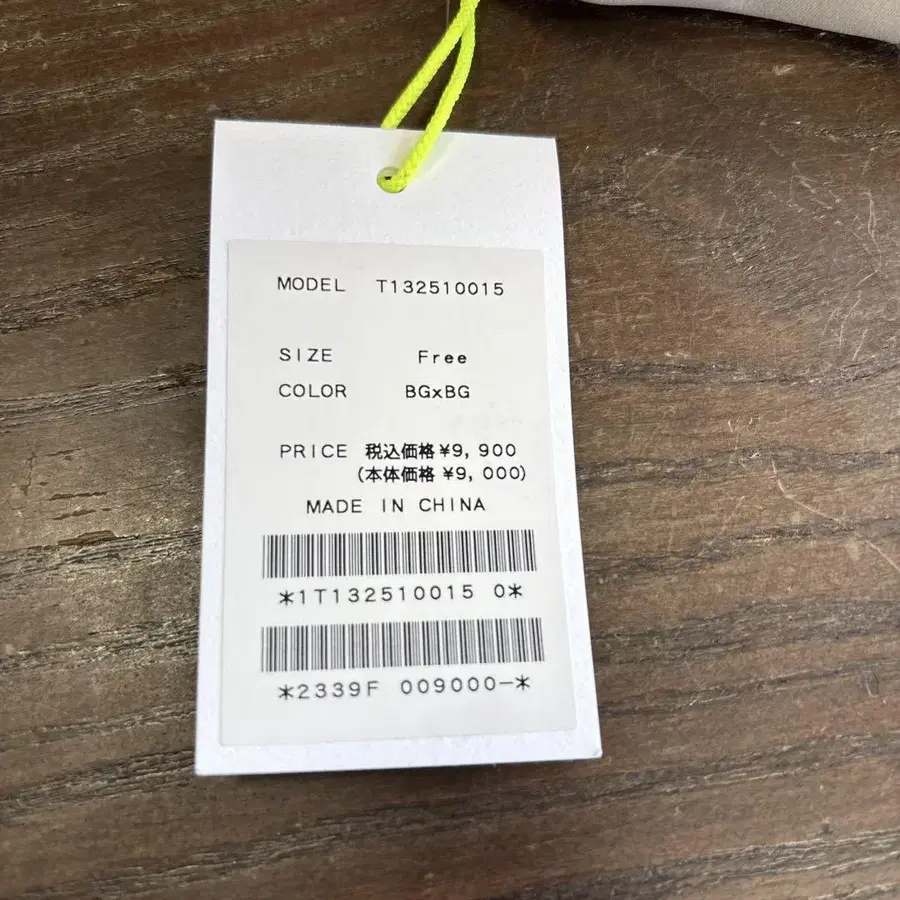 MODEL T132510015
SIZE Free
COLOR BGxBG
PRICE 税込価格 ¥9,900
(本体価格 ¥9,000)
MADE IN CHINA
*1T132510015 0*
*2339F 009000-*